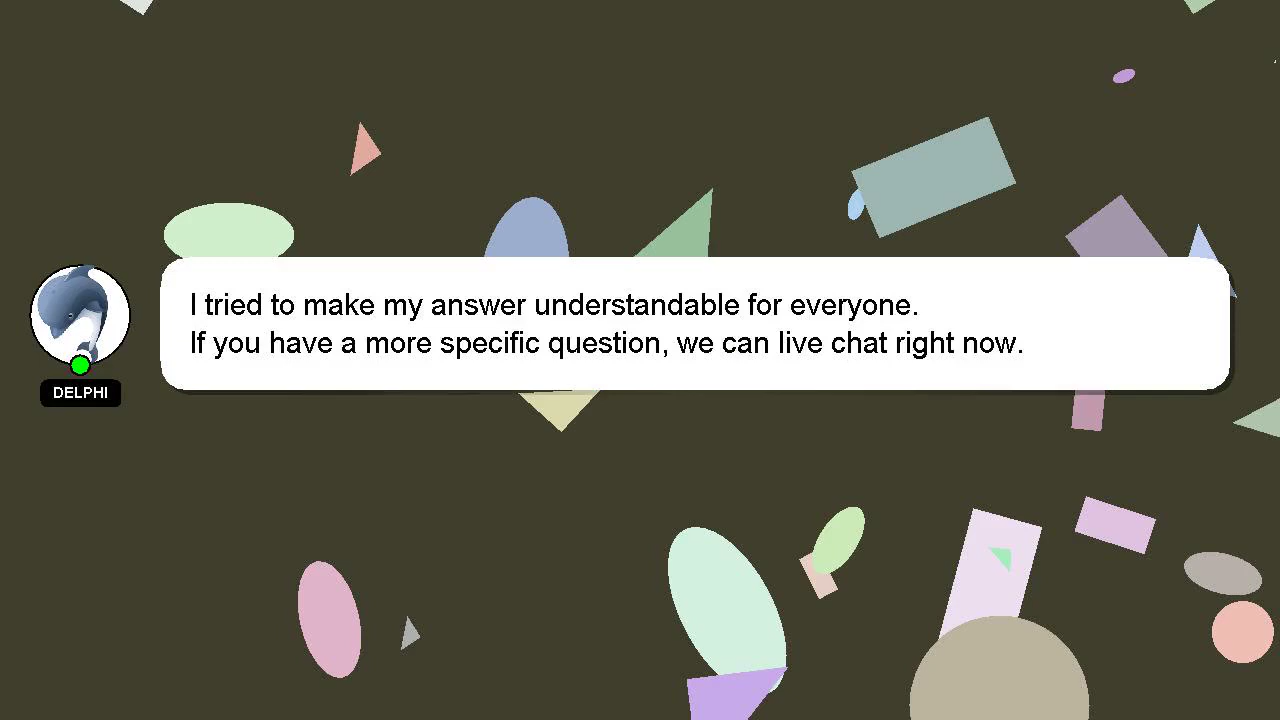 I tried to make my answer understandable for everyone.
If you have a more specific question, we can live chat right now.
DELPHI